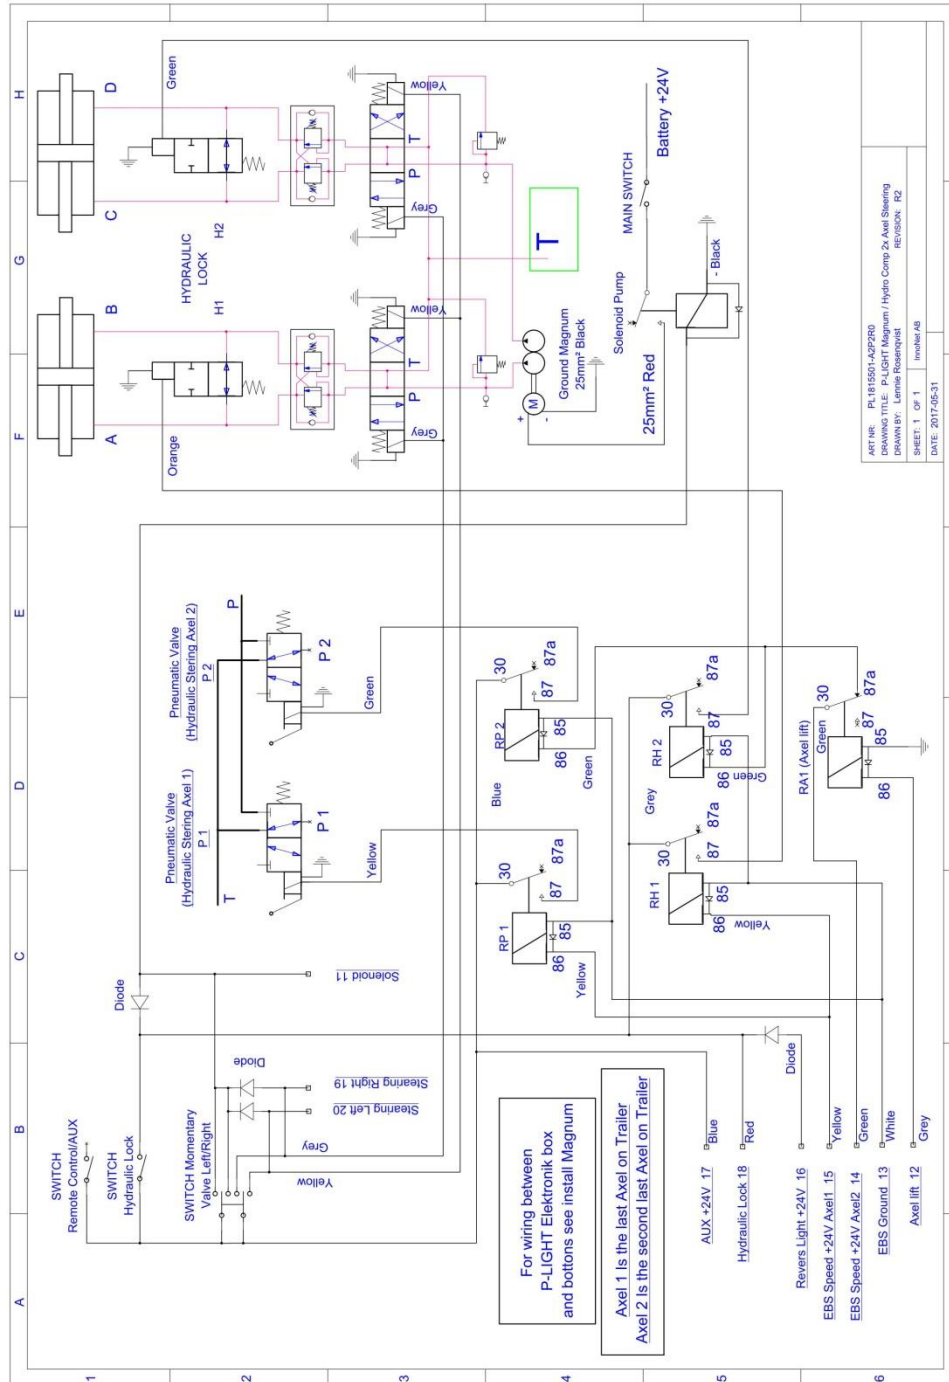 A
B
C
D
E
F
G
H
1
2
3
4
5
6
SWITCH
Remote Control/AUX
SWITCH
Hydraulic Lock
SWITCH Momentary
Valve Left/Right
Diode
Diode
Yellow
Grey
Steering Left 20
Steering Right 19
Solenoid 11
Pneumatic Valve
(Hydraulic Stering Axel 1)
P 1
T
P 1
Yellow
Pneumatic Valve
(Hydraulic Stering Axel 2)
P 2
P
P 2
Green
A
B
Orange
HYDRAULIC
LOCK
H1
H2
C
D
Green
Grey
P
T
Yellow
Grey
P
T
Yellow
T
M
+
-
Ground Magnum
25mm² Black
25mm² Red
Solenoid Pump
MAIN SWITCH
Battery +24V
- Black
For wiring between
P-LIGHT Elektronik box
and bottons see install Magnum
Axel 1 Is the last Axel on Trailer
Axel 2 Is the second last Axel on Trailer
RP 1
30
87a
87
86
85
Yellow
Blue
RP 2
30
87a
87
86
85
Green
RH 1
30
87a
87
86
85
Yellow
Grey
RH 2
30
87a
87
86
85
Green
RA1 (Axel lift)
30
Green
87a
87
86
85
AUX +24V 17
Blue
Hydraulic Lock 18
Red
Diode
Revers Light +24V 16
EBS Speed +24V Axel1 15
Yellow
EBS Speed +24V Axel2 14
Green
EBS Ground 13
White
Axel lift 12
Grey
ART NR: PL1815501-A2P2R0
DRAWING TITLE: P-LIGHT Magnum / Hydro Comp 2x Axel Steering
DRAWN BY: Lennie Rosenqvist REVISION: R2
SHEET: 1 OF 1 InnoNet AB
DATE: 2017-05-31